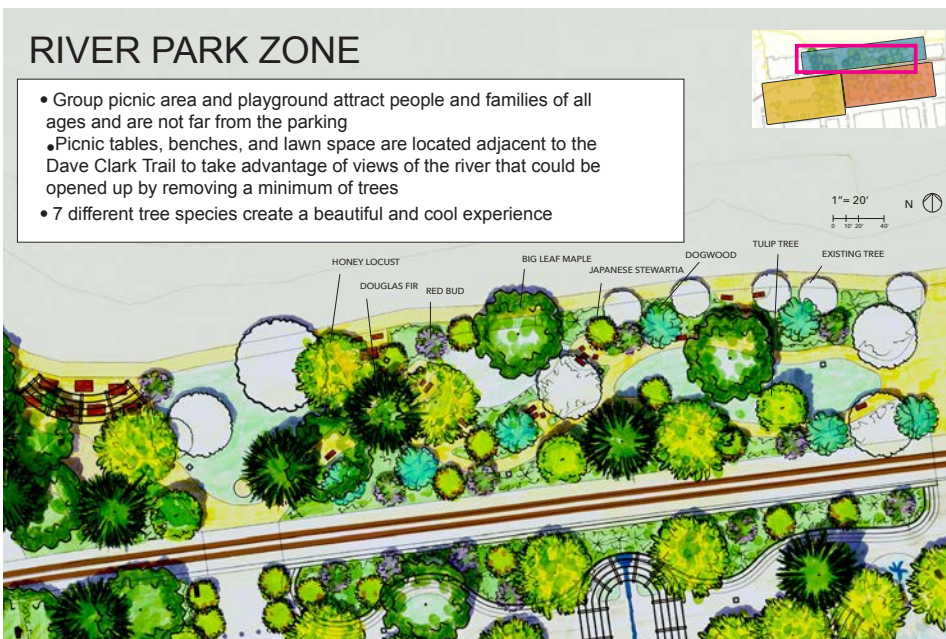 RIVER PARK ZONE
• Group picnic area and playground attract people and families of all
ages and are not far from the parking
•Picnic tables, benches, and lawn space are located adjacent to the
Dave Clark Trail to take advantage of views of the river that could be
opened up by removing a minimum of trees
• 7 different tree species create a beautiful and cool experience
1"= 20'
N
0 10' 20' 40'
HONEY LOCUST
DOUGLAS FIR
RED BUD
BIG LEAF MAPLE
JAPANESE STEWARTIA
DOGWOOD
TULIP TREE
EXISTING TREE